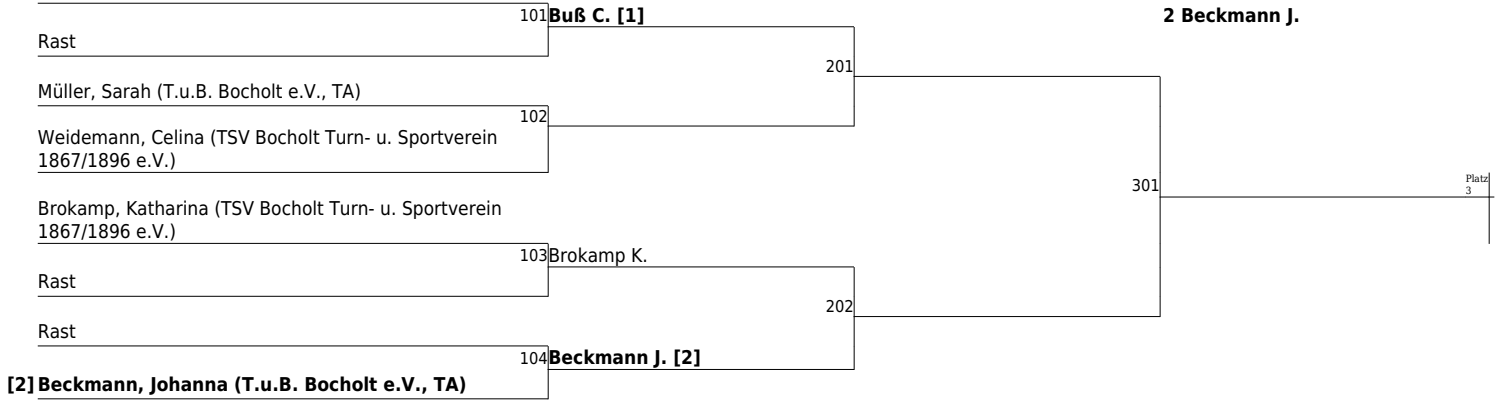 101 Buß C. [1]
2 Beckmann J.
Rast
201
Müller, Sarah (T.u.B. Bocholt e.V., TA)
102
Weidemann, Celina (TSV Bocholt Turn- u. Sportverein
1867/1896 e.V.)
301
Platz
3
Brokamp, Katharina (TSV Bocholt Turn- u. Sportverein
1867/1896 e.V.)
103 Brokamp K.
Rast
202
Rast
104 Beckmann J. [2]
[2] Beckmann, Johanna (T.u.B. Bocholt e.V., TA)